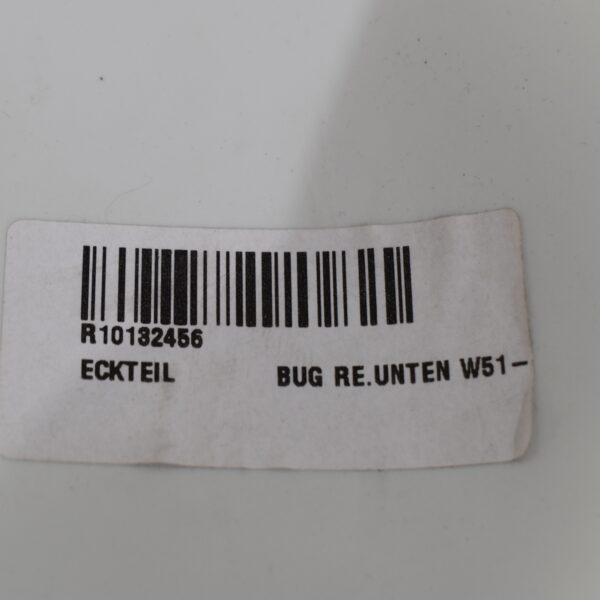 R10132456
ECKTEIL BUG RE.UNTEN W51-